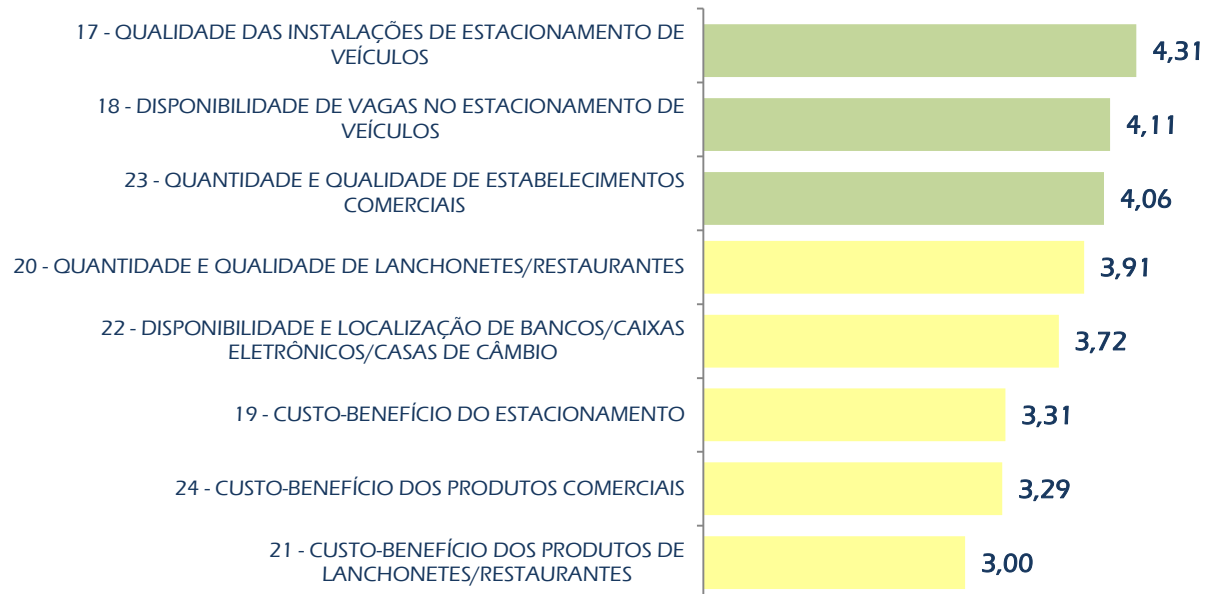 17 - QUALIDADE DAS INSTALAÇÕES DE ESTACIONAMENTO DE
VEÍCULOS
4,31
18 - DISPONIBILIDADE DE VAGAS NO ESTACIONAMENTO DE
VEÍCULOS
4,11
23 - QUANTIDADE E QUALIDADE DE ESTABELECIMENTOS
COMERCIAIS
4,06
20 - QUANTIDADE E QUALIDADE DE LANCHONETES/RESTAURANTES
3,91
22 - DISPONIBILIDADE E LOCALIZAÇÃO DE BANCOS/CAIXAS
ELETRÔNICOS/CASAS DE CÂMBIO
3,72
19 - CUSTO-BENEFÍCIO DO ESTACIONAMENTO
3,31
24 - CUSTO-BENEFÍCIO DOS PRODUTOS COMERCIAIS
3,29
21 - CUSTO-BENEFÍCIO DOS PRODUTOS DE
LANCHONETES/RESTAURANTES
3,00